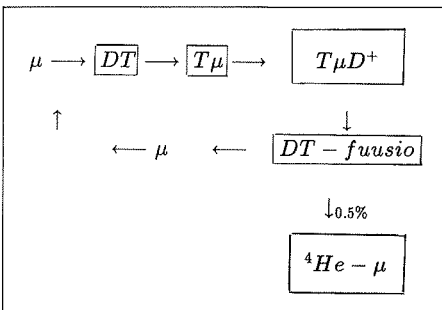 μ → DT → Tμ → TμD⁺
↑ ↓
← μ ← DT − fuusio
↓0.5%
⁴He − μ